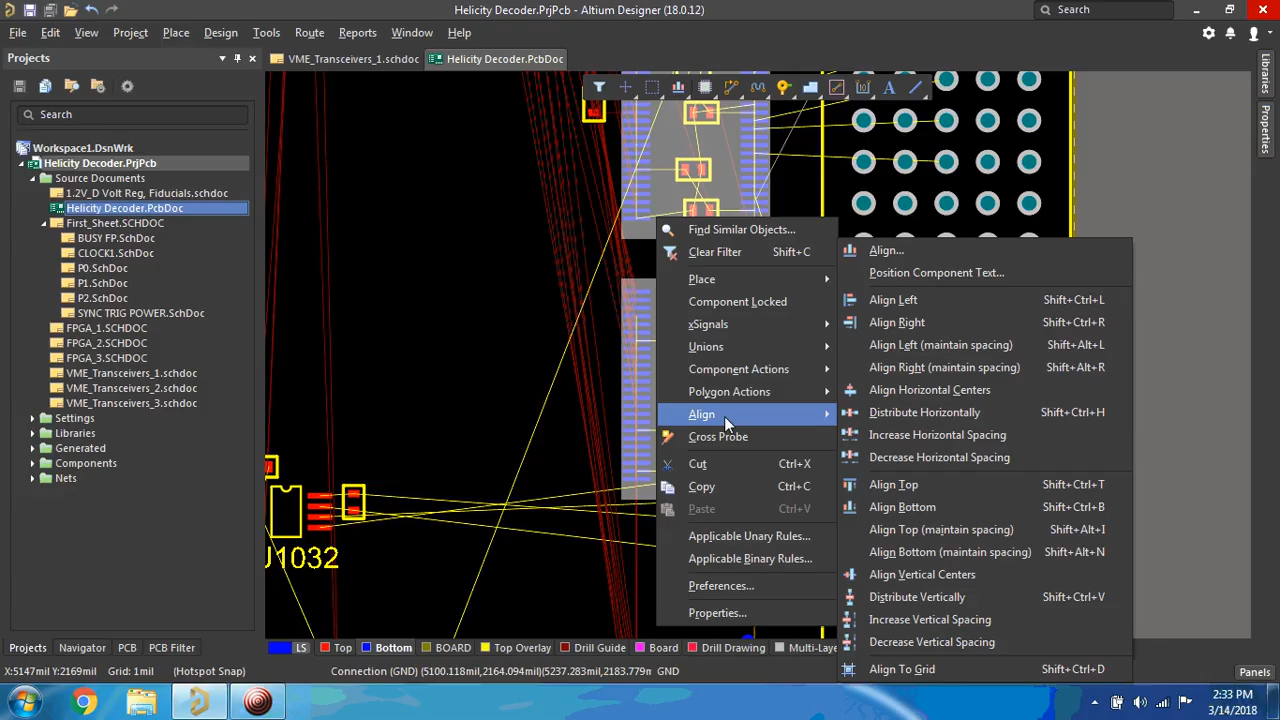 Helicity Decoder.PrjPcb - Altium Designer (18.0.12)
Search
File Edit View Project Place Design Tools Route Reports Window Help
Projects
VME_Transceivers_1.schdoc
Helicity Decoder.PcbDoc
Search
Workspace1.DsnWrk
Helicity Decoder.PrjPcb
Source Documents
1.2V_D Volt Reg, Fiducials.schdoc
Helicity Decoder.PcbDoc
First_Sheet.SCHDOC
BUSY FP.SchDoc
CLOCK1.SchDoc
P0.SchDoc
P1.SchDoc
P2.SchDoc
SYNC TRIG POWER.SchDoc
FPGA_1.SCHDOC
FPGA_2.SCHDOC
FPGA_3.SCHDOC
VME_Transceivers_1.schdoc
VME_Transceivers_2.schdoc
VME_Transceivers_3.schdoc
Settings
Libraries
Generated
Components
Nets
J1032
Find Similar Objects...
Clear Filter Shift+C
Place
Component Locked
xSignals
Unions
Component Actions
Polygon Actions
Align
Cross Probe
Cut Ctrl+X
Copy Ctrl+C
Paste Ctrl+V
Applicable Unary Rules...
Applicable Binary Rules...
Preferences...
Properties...
Align...
Position Component Text...
Align Left Shift+Ctrl+L
Align Right Shift+Ctrl+R
Align Left (maintain spacing) Shift+Alt+L
Align Right (maintain spacing) Shift+Alt+R
Align Horizontal Centers
Distribute Horizontally Shift+Ctrl+H
Increase Horizontal Spacing
Decrease Horizontal Spacing
Align Top Shift+Ctrl+T
Align Bottom Shift+Ctrl+B
Align Top (maintain spacing) Shift+Alt+I
Align Bottom (maintain spacing) Shift+Alt+N
Align Vertical Centers
Distribute Vertically Shift+Ctrl+V
Increase Vertical Spacing
Decrease Vertical Spacing
Align To Grid Shift+Ctrl+D
Libraries
Properties
Projects Navigator PCB PCB Filter
LS Top Bottom BOARD Top Overlay Drill Guide Board Drill Drawing Multi-Laye
X:5147mil Y:2169mil Grid: 1mil (Hotspot Snap) Connection (GND) (5100.118mil,2164.094mil)(5237.283mil,2183.779m GND
Panels
2:33 PM
3/14/2018